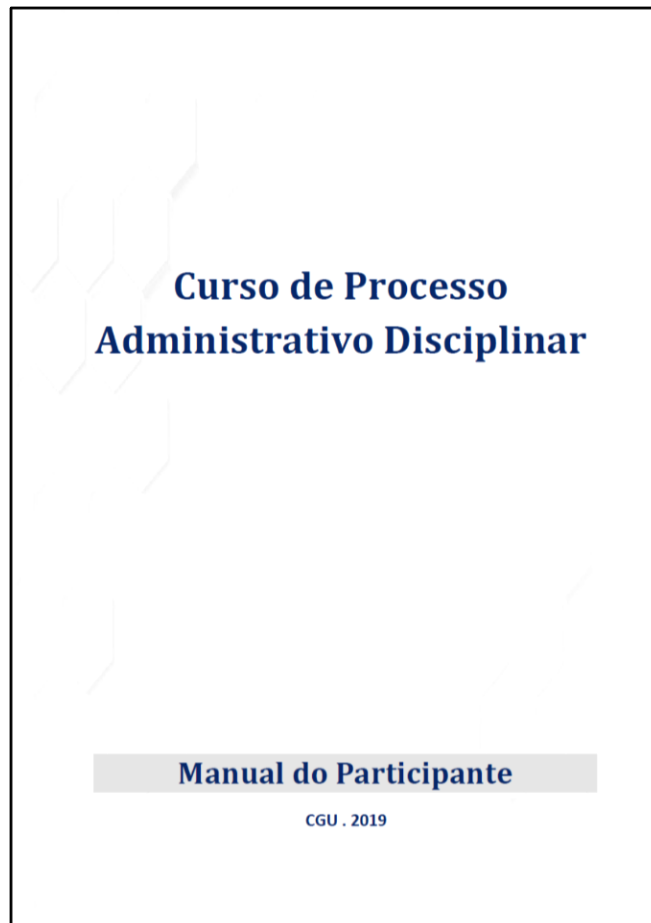 Curso de Processo
Administrativo Disciplinar
Manual do Participante
CGU . 2019